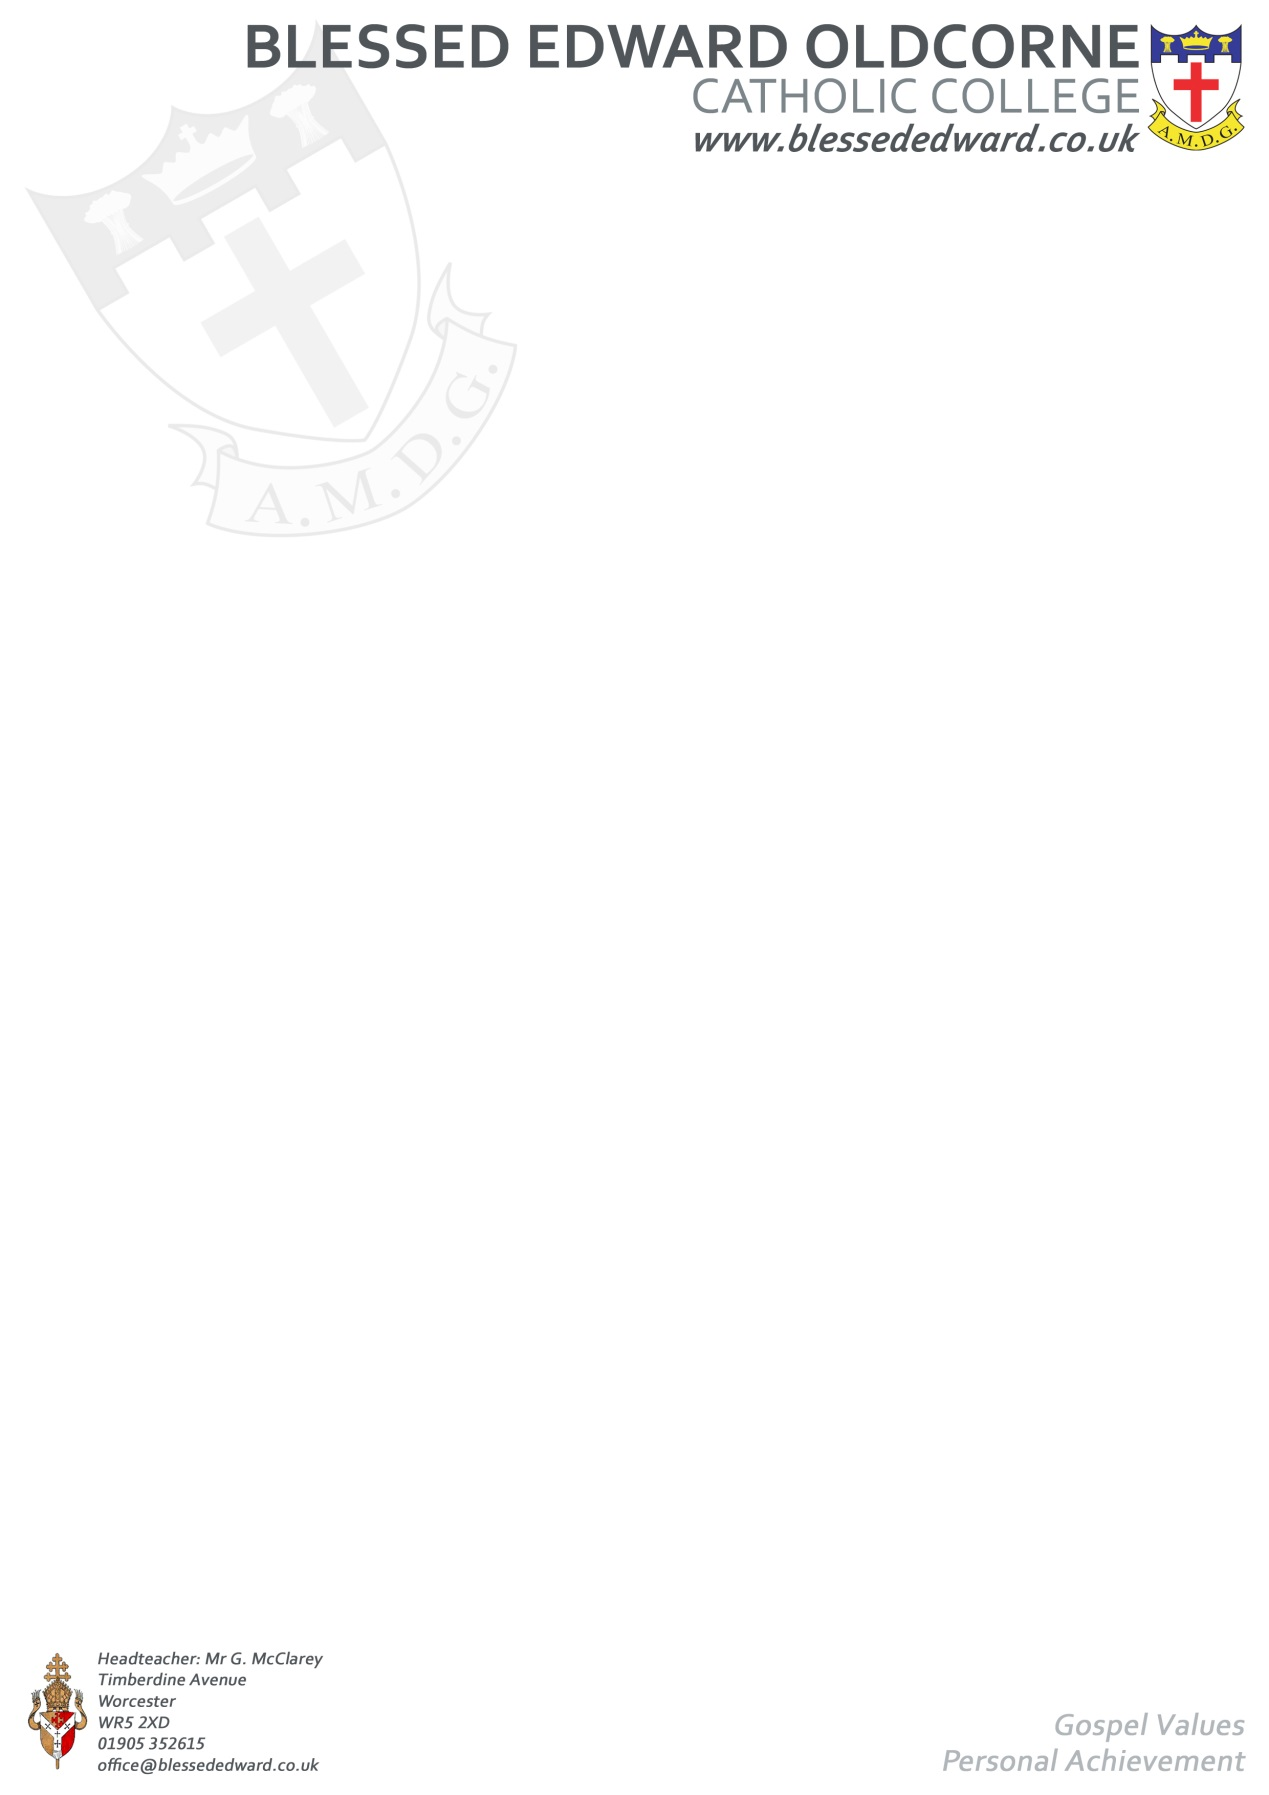 BLESSED EDWARD OLDCORNE
CATHOLIC COLLEGE
www.blessededward.co.uk
A.M.D.G.
A.M.D.G.
Headteacher: Mr G. McClarey
Timberdine Avenue
Worcester
WR5 2XD
01905 352615
office@blessededward.co.uk
Gospel Values
Personal Achievement